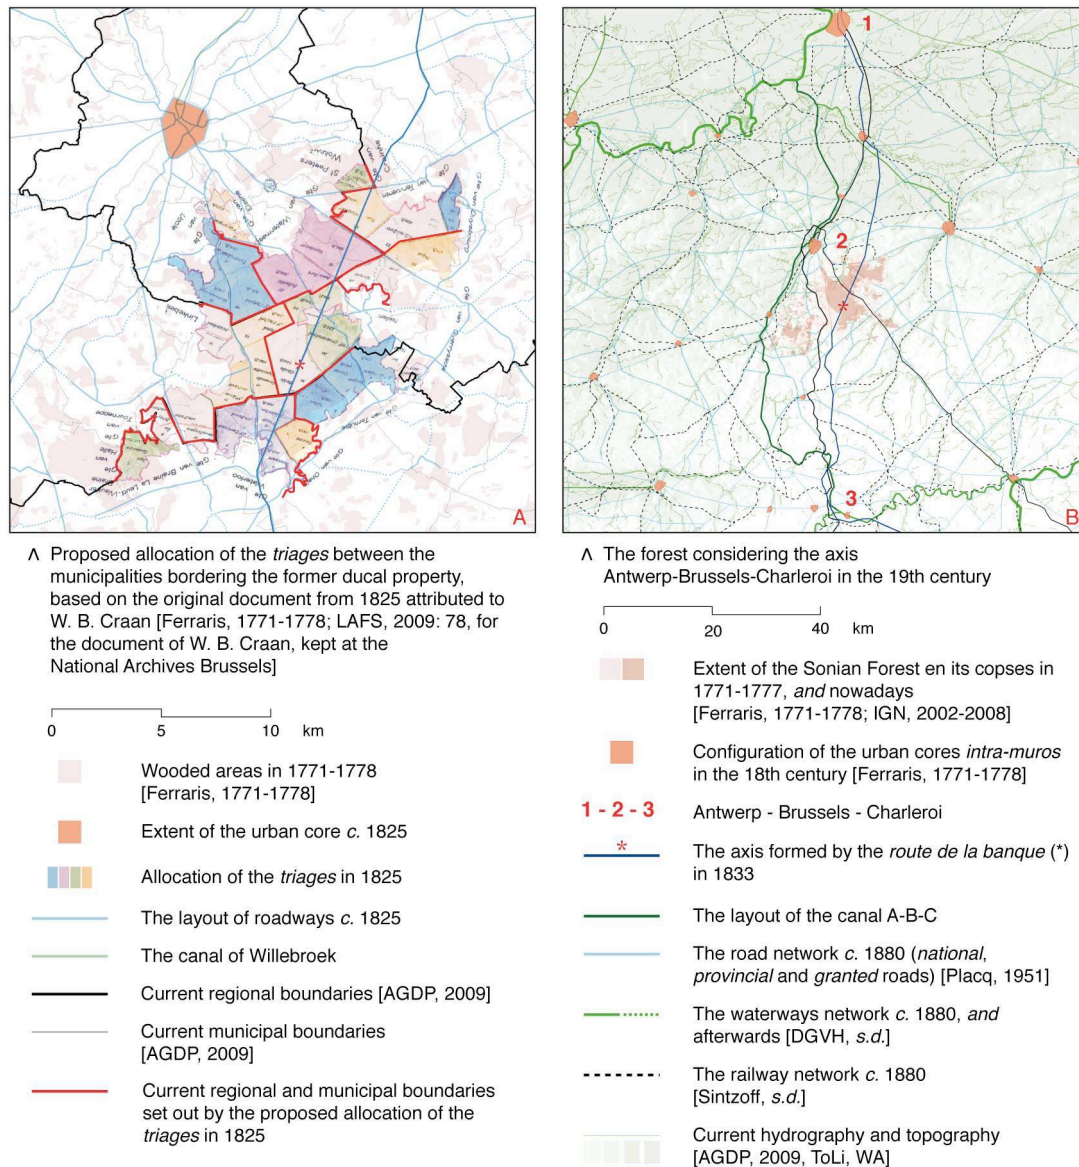 1
2
*
*
3
A
B
Λ Proposed allocation of the triages between the
municipalities bordering the former ducal property,
based on the original document from 1825 attributed to
W. B. Craan [Ferraris, 1771-1778; LAFS, 2009: 78, for
the document of W. B. Craan, kept at the
National Archives Brussels]
0 5 10 km
Wooded areas in 1771-1778
[Ferraris, 1771-1778]
Extent of the urban core c. 1825
Allocation of the triages in 1825
The layout of roadways c. 1825
The canal of Willebroek
Current regional boundaries [AGDP, 2009]
Current municipal boundaries
[AGDP, 2009]
Current regional and municipal boundaries
set out by the proposed allocation of the
triages in 1825
Λ The forest considering the axis
Antwerp-Brussels-Charleroi in the 19th century
0 20 40 km
Extent of the Sonian Forest en its copses in
1771-1777, and nowadays
[Ferraris, 1771-1778; IGN, 2002-2008]
Configuration of the urban cores intra-muros
in the 18th century [Ferraris, 1771-1778]
1 - 2 - 3 Antwerp - Brussels - Charleroi
* The axis formed by the route de la banque (*)
in 1833
The layout of the canal A-B-C
The road network c. 1880 (national,
provincial and granted roads) [Placq, 1951]
The waterways network c. 1880, and
afterwards [DGVH, s.d.]
The railway network c. 1880
[Sintzoff, s.d.]
Current hydrography and topography
[AGDP, 2009, ToLi, WA]